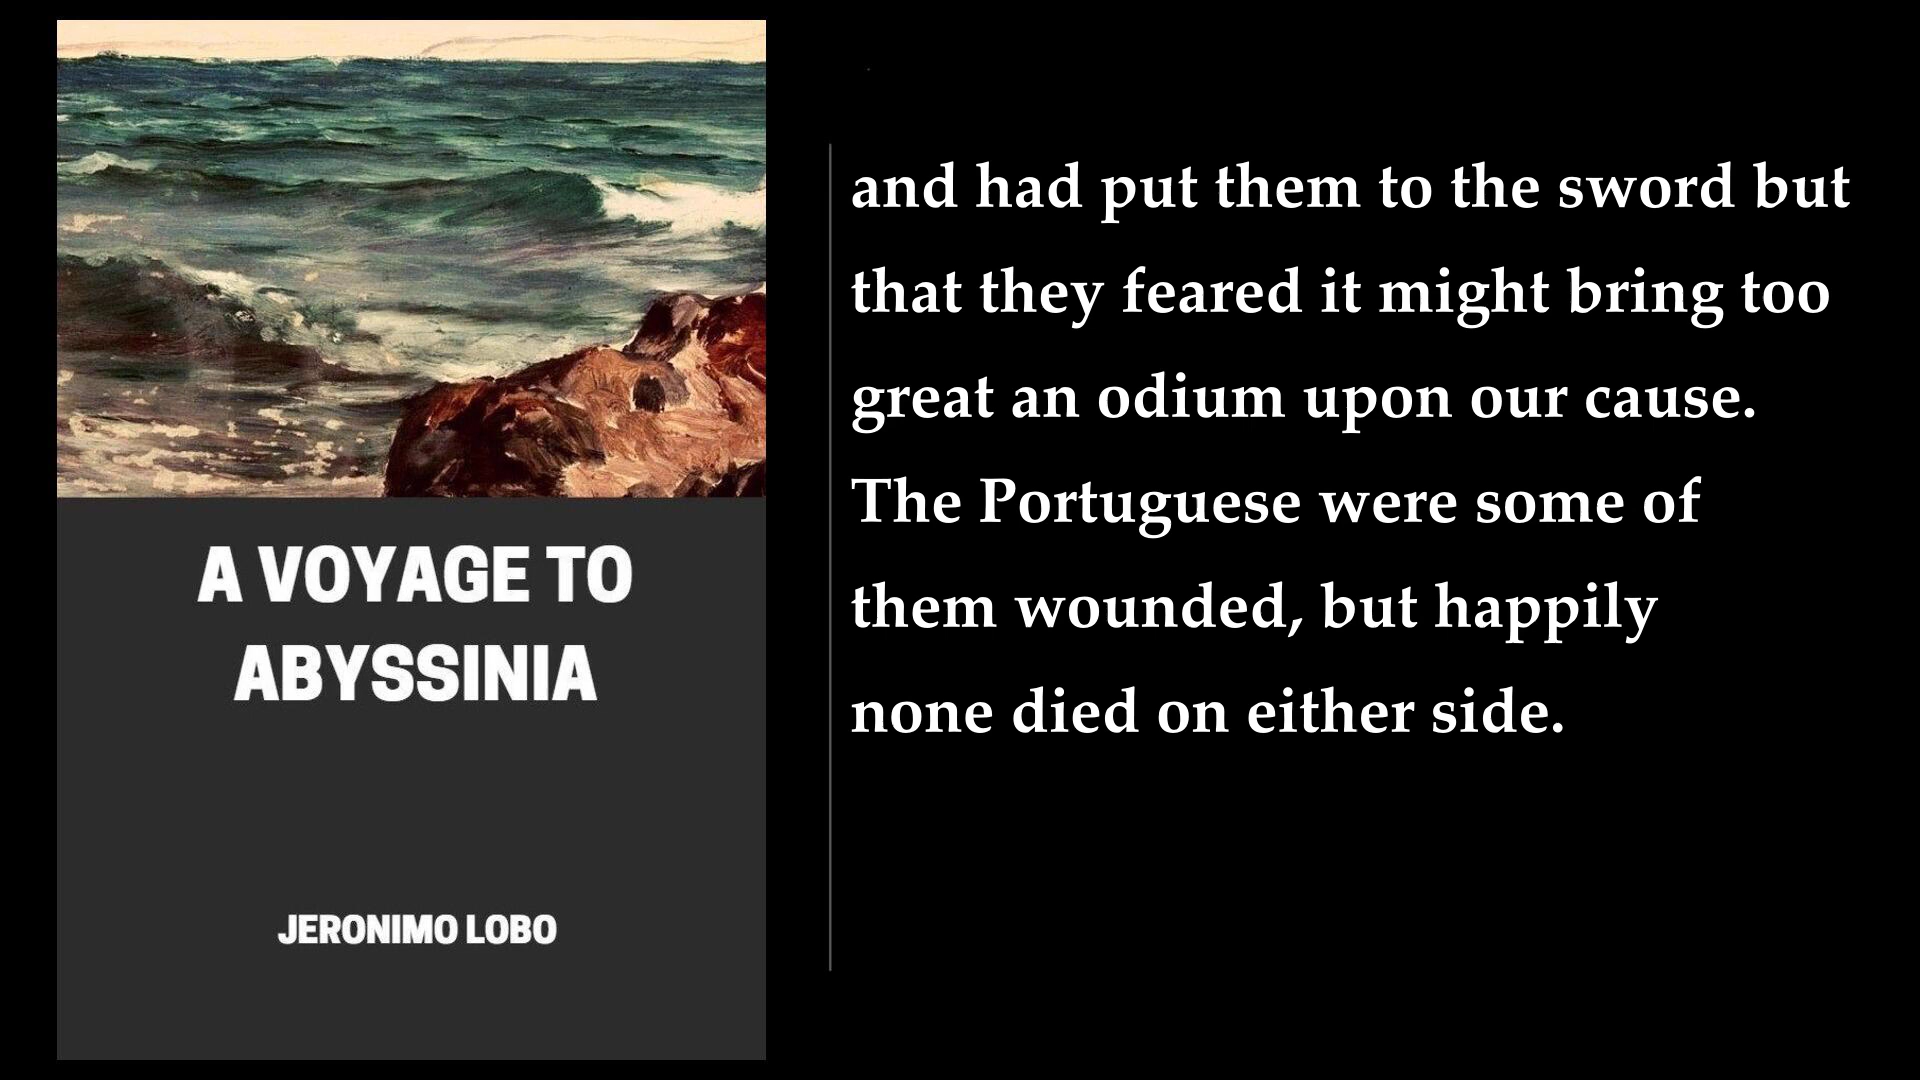 A VOYAGE TO
ABYSSINIA
JERONIMO LOBO
and had put them to the sword but
that they feared it might bring too
great an odium upon our cause.
The Portuguese were some of
them wounded, but happily
none died on either side.